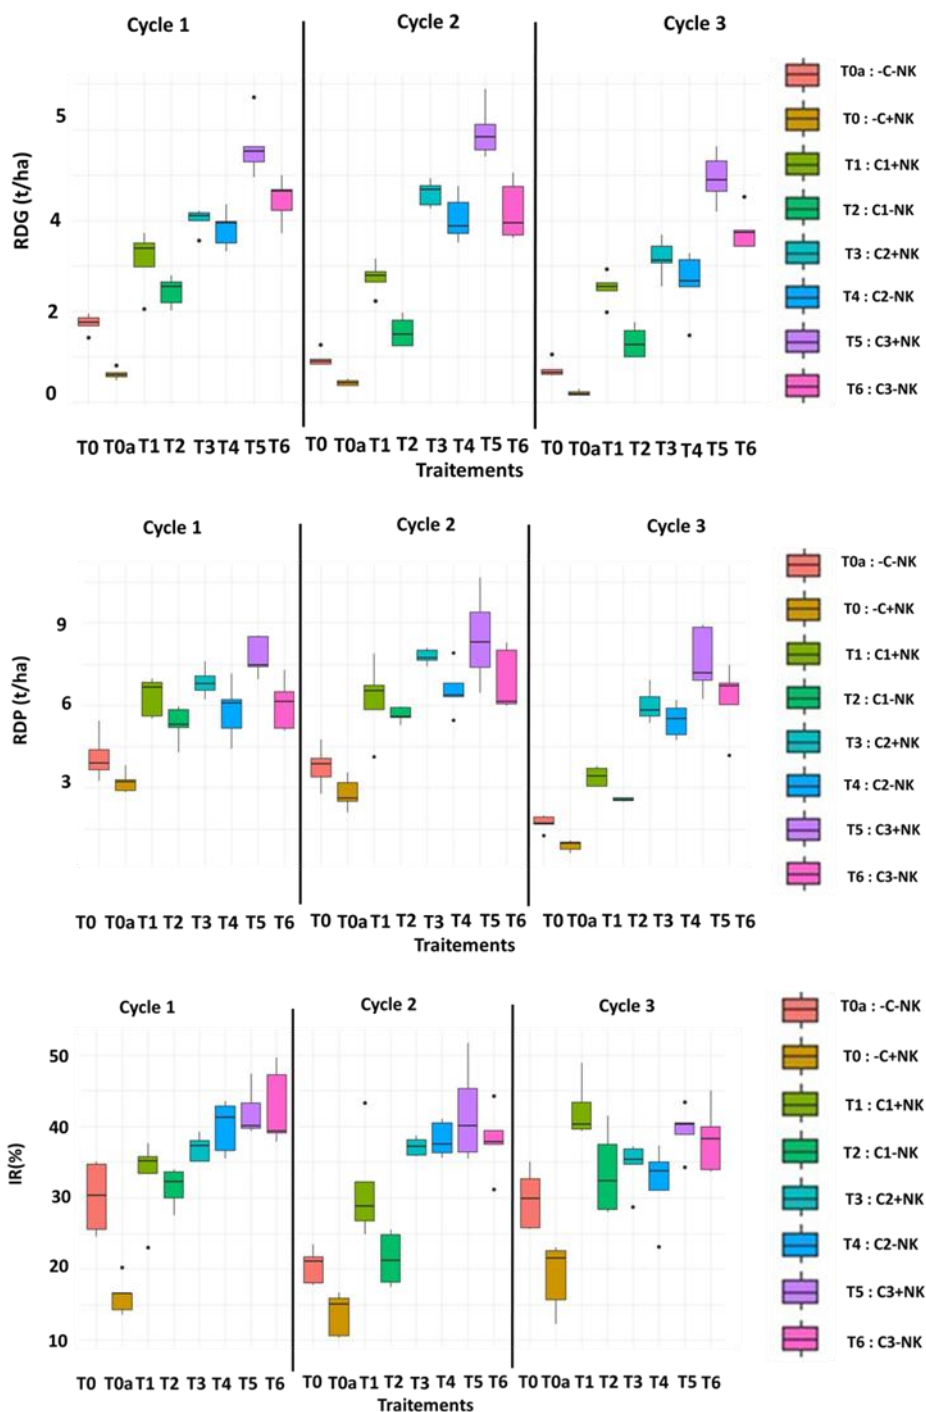 Cycle 1 Cycle 2 Cycle 3
RDG (t/ha)
5
4
2
0
T0 T0a T1 T2 T3 T4 T5 T6 T0 T0a T1 T2 T3 T4 T5 T6 T0 T0a T1 T2 T3 T4 T5 T6
Traitements
T0a : -C-NK
T0 : -C+NK
T1 : C1+NK
T2 : C1-NK
T3 : C2+NK
T4 : C2-NK
T5 : C3+NK
T6 : C3-NK
Cycle 1 Cycle 2 Cycle 3
RDP (t/ha)
9
6
3
T0 T0a T1 T2 T3 T4 T5 T6 T0 T0a T1 T2 T3 T4 T5 T6 T0 T0a T1 T2 T3 T4 T5 T6
Traitements
T0a : -C-NK
T0 : -C+NK
T1 : C1+NK
T2 : C1-NK
T3 : C2+NK
T4 : C2-NK
T5 : C3+NK
T6 : C3-NK
Cycle 1 Cycle 2 Cycle 3
IR(%)
50
40
30
20
10
T0 T0a T1 T2 T3 T4 T5 T6 T0 T0a T1 T2 T3 T4 T5 T6 T0 T0a T1 T2 T3 T4 T5 T6
Traitements
T0a : -C-NK
T0 : -C+NK
T1 : C1+NK
T2 : C1-NK
T3 : C2+NK
T4 : C2-NK
T5 : C3+NK
T6 : C3-NK